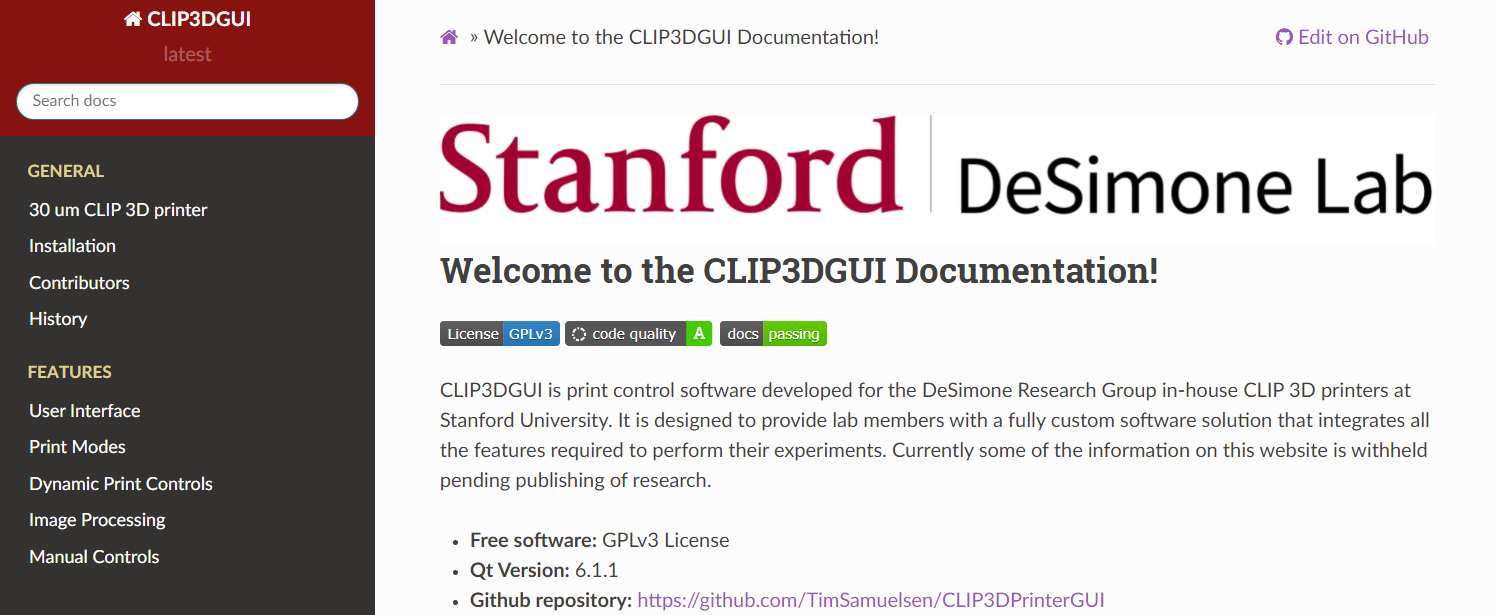 CLIP3DGUI
latest
Search docs
GENERAL
30 um CLIP 3D printer
Installation
Contributors
History
FEATURES
User Interface
Print Modes
Dynamic Print Controls
Image Processing
Manual Controls
» Welcome to the CLIP3DGUI Documentation!
Edit on GitHub
Stanford | DeSimone Lab
Welcome to the CLIP3DGUI Documentation!
License GPLv3 code quality A docs passing
CLIP3DGUI is print control software developed for the DeSimone Research Group in-house CLIP 3D printers at
Stanford University. It is designed to provide lab members with a fully custom software solution that integrates all
the features required to perform their experiments. Currently some of the information on this website is withheld
pending publishing of research.
• Free software: GPLv3 License
• Qt Version: 6.1.1
• Github repository: https://github.com/TimSamuelsen/CLIP3DPrinterGUI